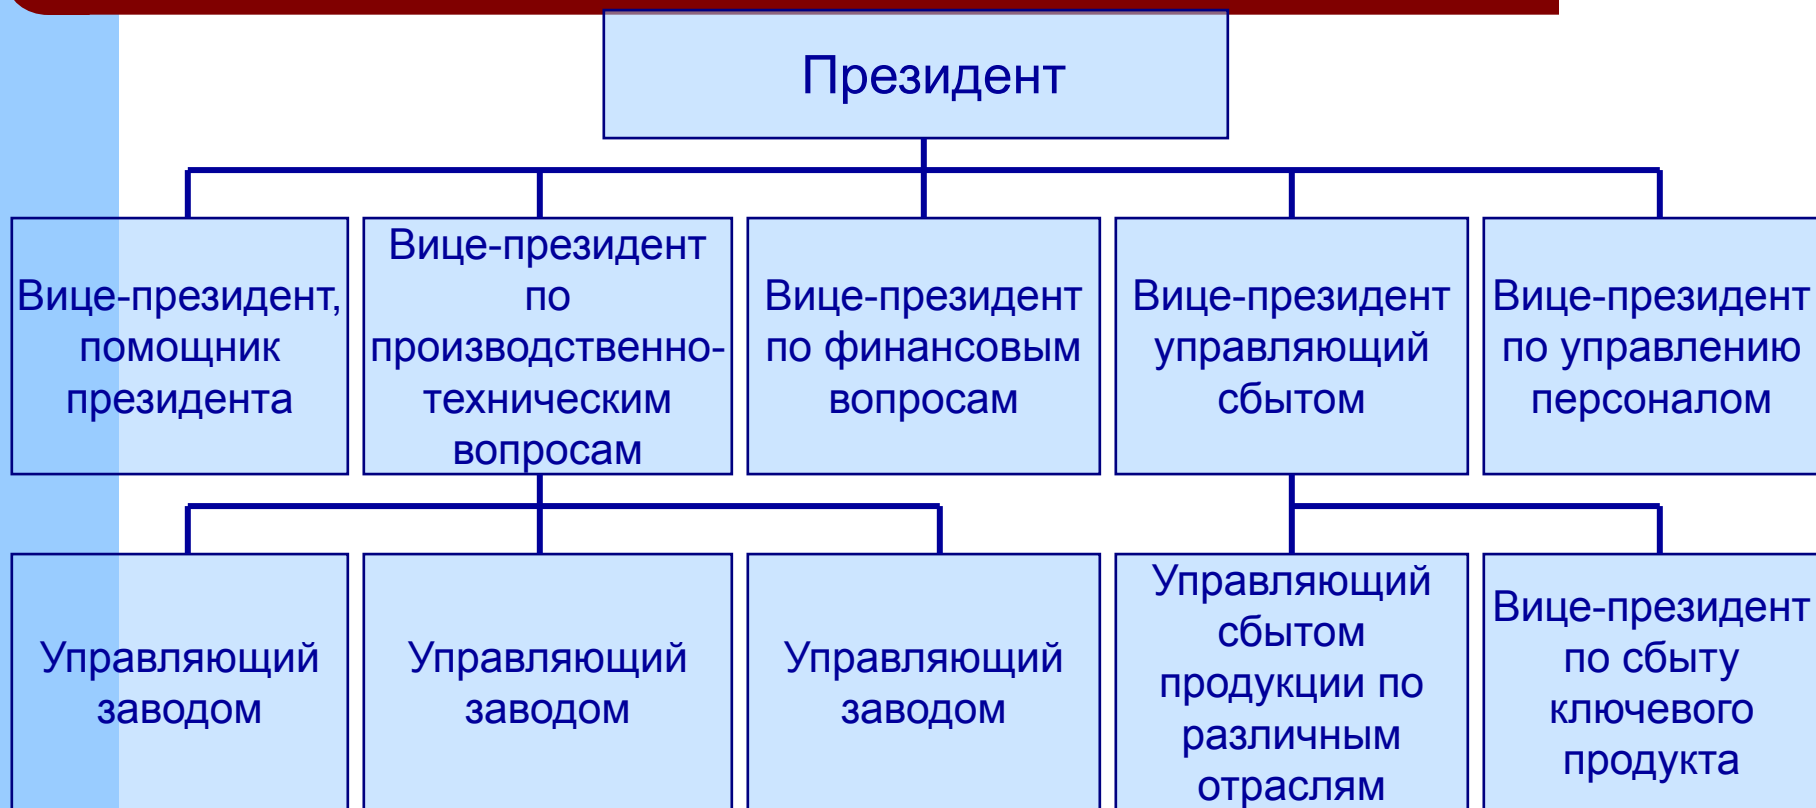 Президент
Вице-президент,
помощник
президента
Вице-президент
по
производственно-
техническим
вопросам
Вице-президент
по финансовым
вопросам
Вице-президент
управляющий
сбытом
Вице-президент
по управлению
персоналом
Управляющий
заводом
Управляющий
заводом
Управляющий
заводом
Управляющий
сбытом
продукции по
различным
отраслям
Вице-президент
по сбыту
ключевого
продукта